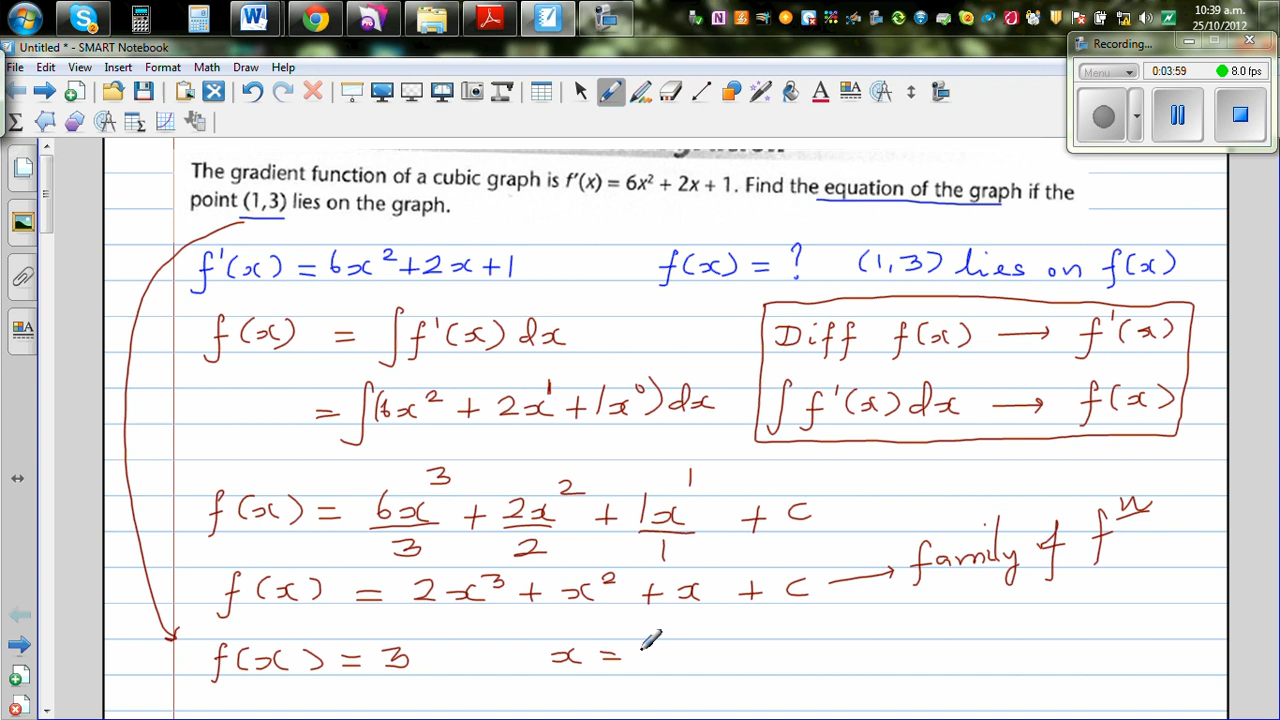 10:39 am
25/10/2012
Untitled * - SMART Notebook
Recording...
File Edit View Insert Format Math Draw Help
Menu 0:03:59 8.0 fps
The gradient function of a cubic graph is f'(x) = 6x² + 2x + 1. Find the equation of the graph if the
point (1,3) lies on the graph.
f'(x) = 6x² + 2x + 1 f(x) = ? (1,3) lies on f(x)
f(x) = ∫ f'(x) dx
Diff f(x) → f'(x)
= ∫(6x² + 2x¹ + 1x⁰) dx
∫ f'(x) dx → f(x)
f(x) = 6x³/3 + 2x²/2 + 1x¹/1 + c
f(x) = 2x³ + x² + x + c → family of fⁿ
f(x) = 3 x =